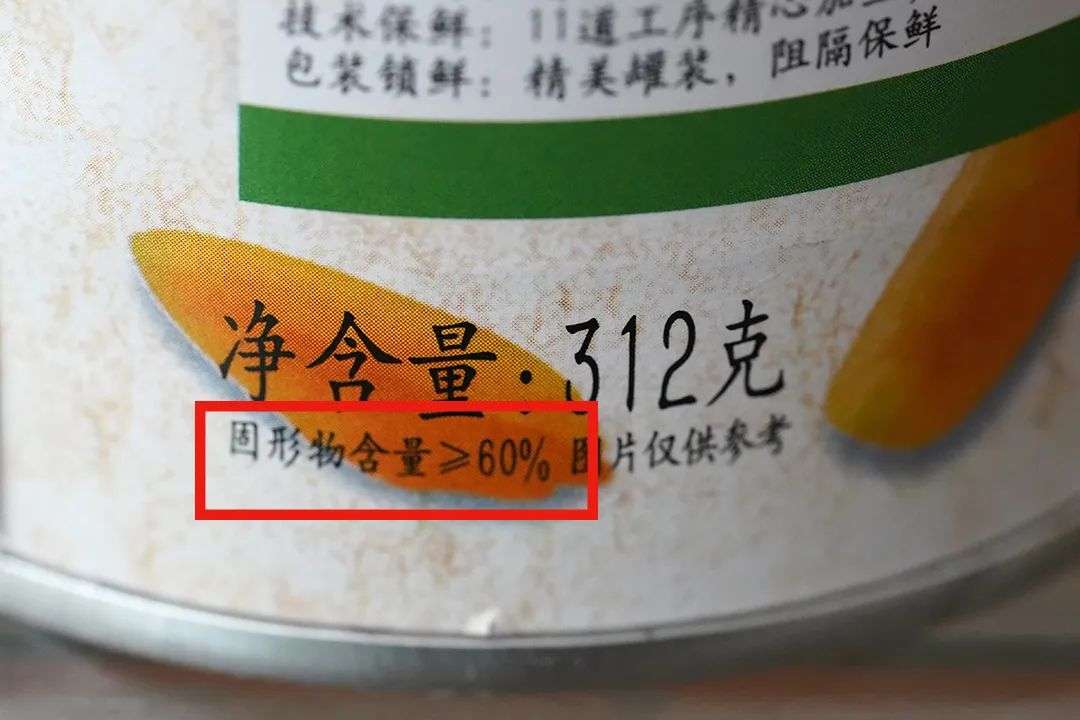 技术保鲜：11道工序精心加工
包装锁鲜：精美罐装，阻隔保鲜
净含量：312克
固形物含量≥60% 图片仅供参考